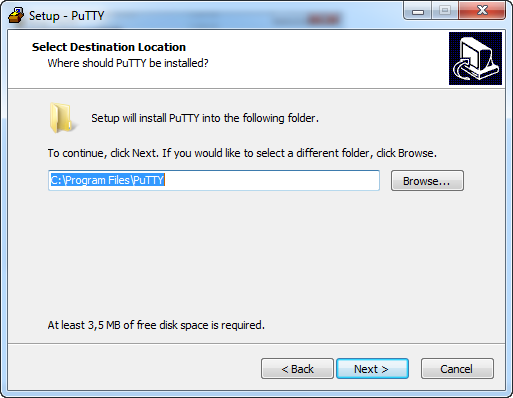 Setup - PuTTY
Select Destination Location
Where should PuTTY be installed?
Setup will install PuTTY into the following folder.
To continue, click Next. If you would like to select a different folder, click Browse.
C:\Program Files\PuTTY
Browse...
At least 3,5 MB of free disk space is required.
< Back
Next >
Cancel